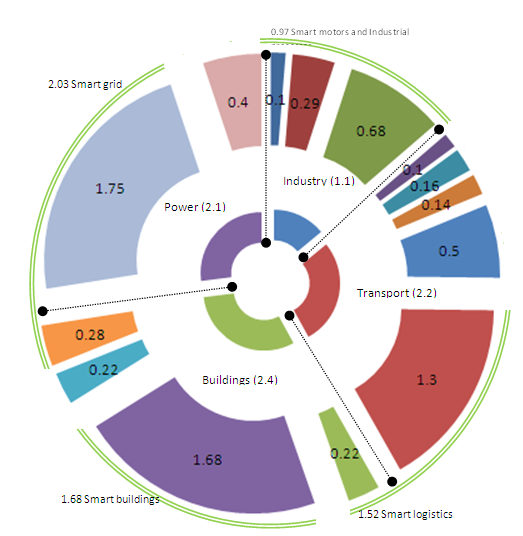 0.97 Smart motors and Industrial
2.03 Smart grid
0.4
0.1
0.29
0.68
0.1
0.16
0.14
0.5
1.75
Industry (1.1)
Power (2.1)
Transport (2.2)
0.28
0.22
Buildings (2.4)
1.3
1.68
0.22
1.68 Smart buildings
1.52 Smart logistics